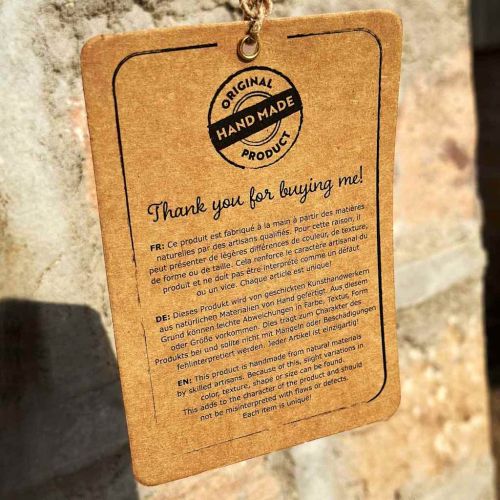 ORIGINAL
HAND MADE
PRODUCT
Thank you for buying me!
FR: Ce produit est fabriqué à la main à partir des matières
naturelles par des artisans qualifiés. Pour cette raison, il
peut présenter de légères différences de couleur, de texture,
de forme ou de taille. Cela renforce le caractère artisanal du
produit et ne doit pas être interprété comme un défaut
ou un vice. Chaque article est unique!
DE: Dieses Produkt wird von geschickten Kunsthandwerkern
aus natürlichen Materialien von Hand gefertigt. Aus diesem
Grund können leichte Abweichungen in Farbe, Textur, Form
oder Größe vorkommen. Dies tragt zum Charakter des
Produkts bei und sollte nicht mit Mängeln oder Beschadigungen
fehlinterpretiert werden. Jeder Artikel ist einzigartig!
EN: This product is handmade from natural materials
by skilled artisans. Because of this, slight variations in
color, texture, shape or size can be found.
This adds to the character of the product and should
not be misinterpreted with flaws or defects.
Each item is unique!